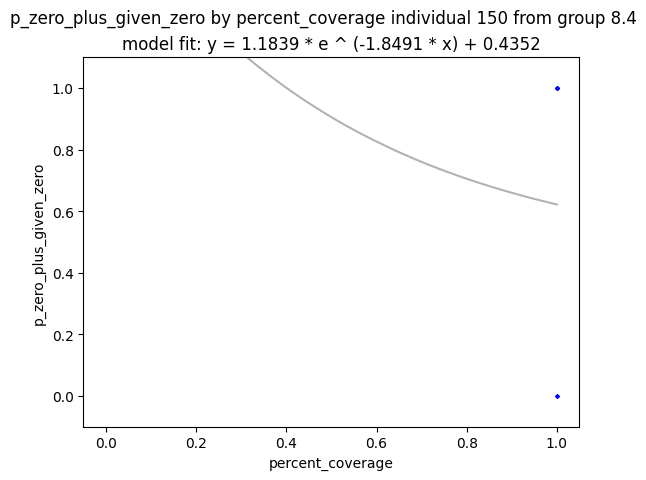 p_zero_plus_given_zero by percent_coverage individual 150 from group 8.4
model fit: y = 1.1839 * e ^ (-1.8491 * x) + 0.4352
1.0
0.8
0.6
0.4
0.2
0.0
p_zero_plus_given_zero
0.0 0.2 0.4 0.6 0.8 1.0
percent_coverage